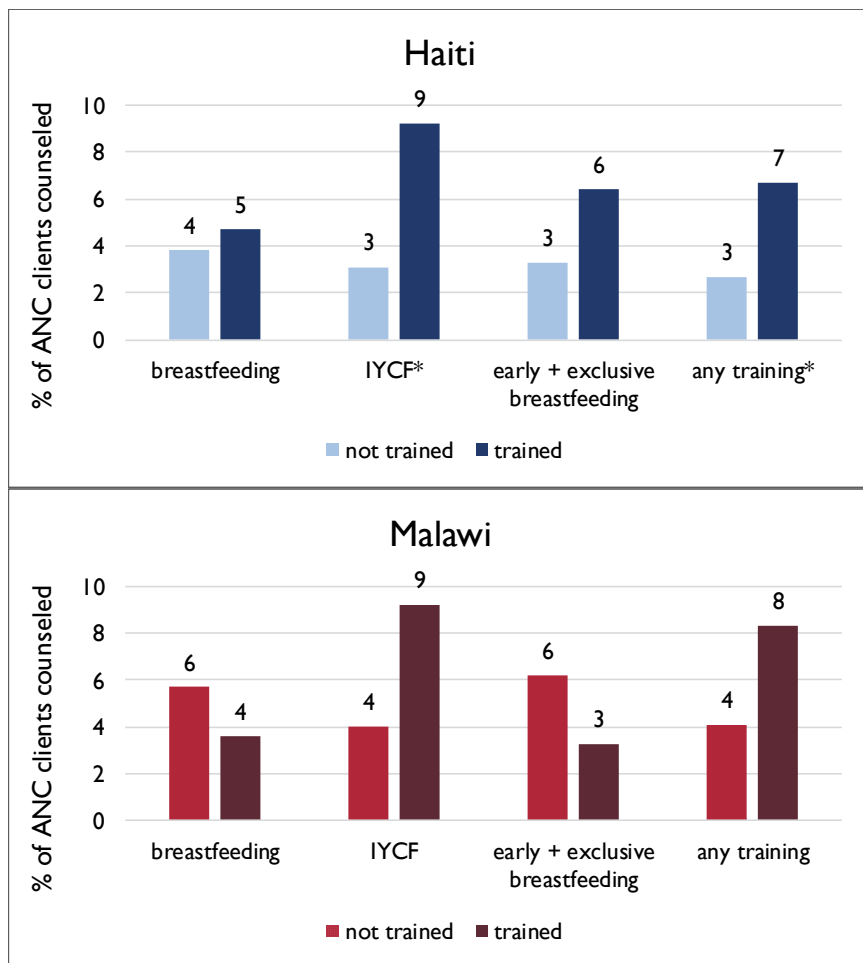 Haiti
% of ANC clients counseled
10
8
6
4
2
0
4
5
3
9
3
6
3
7
breastfeeding
IYCF*
early + exclusive
breastfeeding
any training*
not trained
trained
Malawi
% of ANC clients counseled
10
8
6
4
2
0
6
4
4
9
6
3
4
8
breastfeeding
IYCF
early + exclusive
breastfeeding
any training
not trained
trained